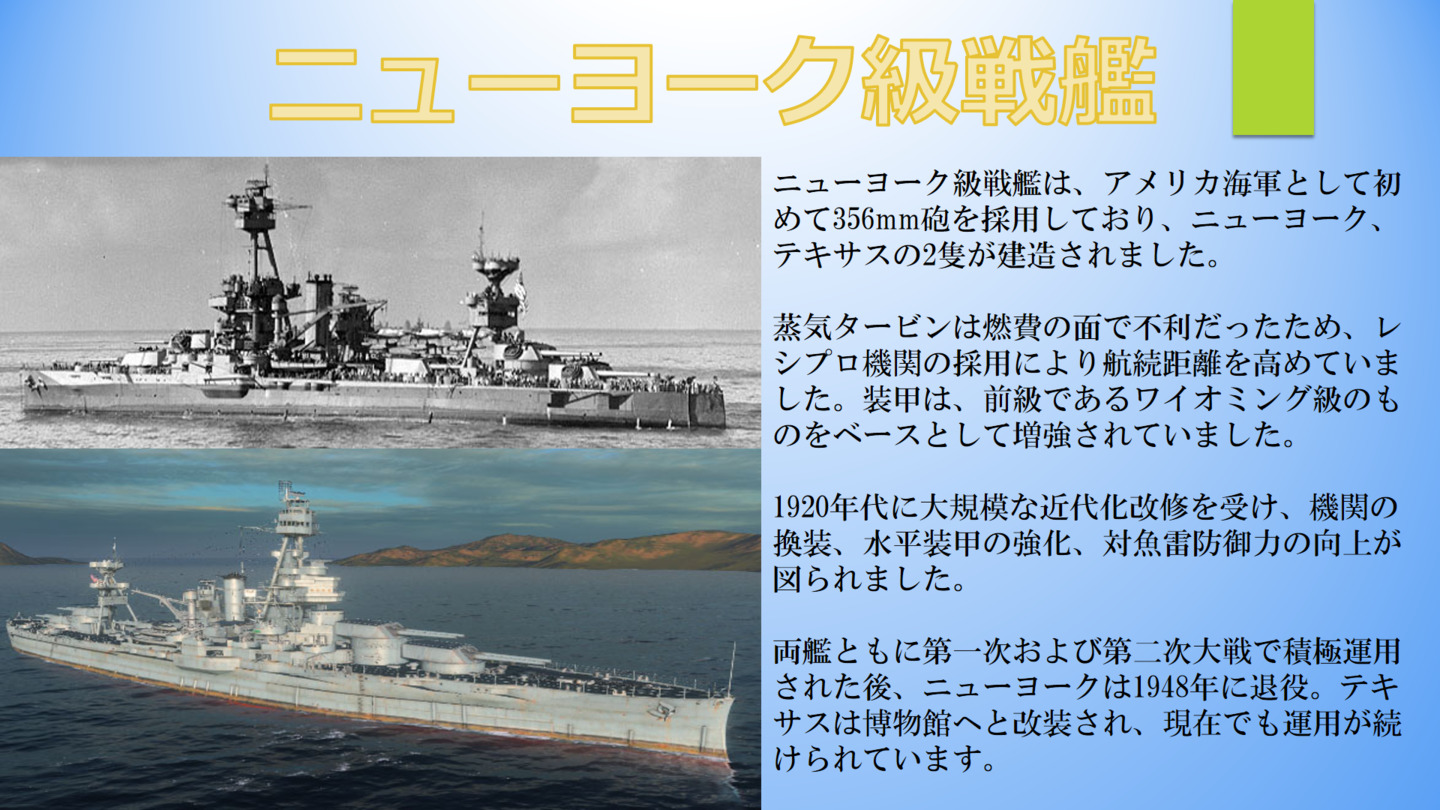 ニューヨーク級戦艦
ニューヨーク級戦艦は、アメリカ海軍として初
めて356mm砲を採用しており、ニューヨーク、
テキサスの2隻が建造されました。
蒸気タービンは燃費の面で不利だったため、レ
シプロ機関の採用により航続距離を高めていま
した。装甲は、前級であるワイオミング級のも
のをベースとして増強されていました。
1920年代に大規模な近代化改修を受け、機関の
換装、水平装甲の強化、対魚雷防御力の向上が
図られました。
両艦ともに第一次および第二次大戦で積極運用
された後、ニューヨークは1948年に退役。テキ
サスは博物館へと改装され、現在でも運用が続
けられています。